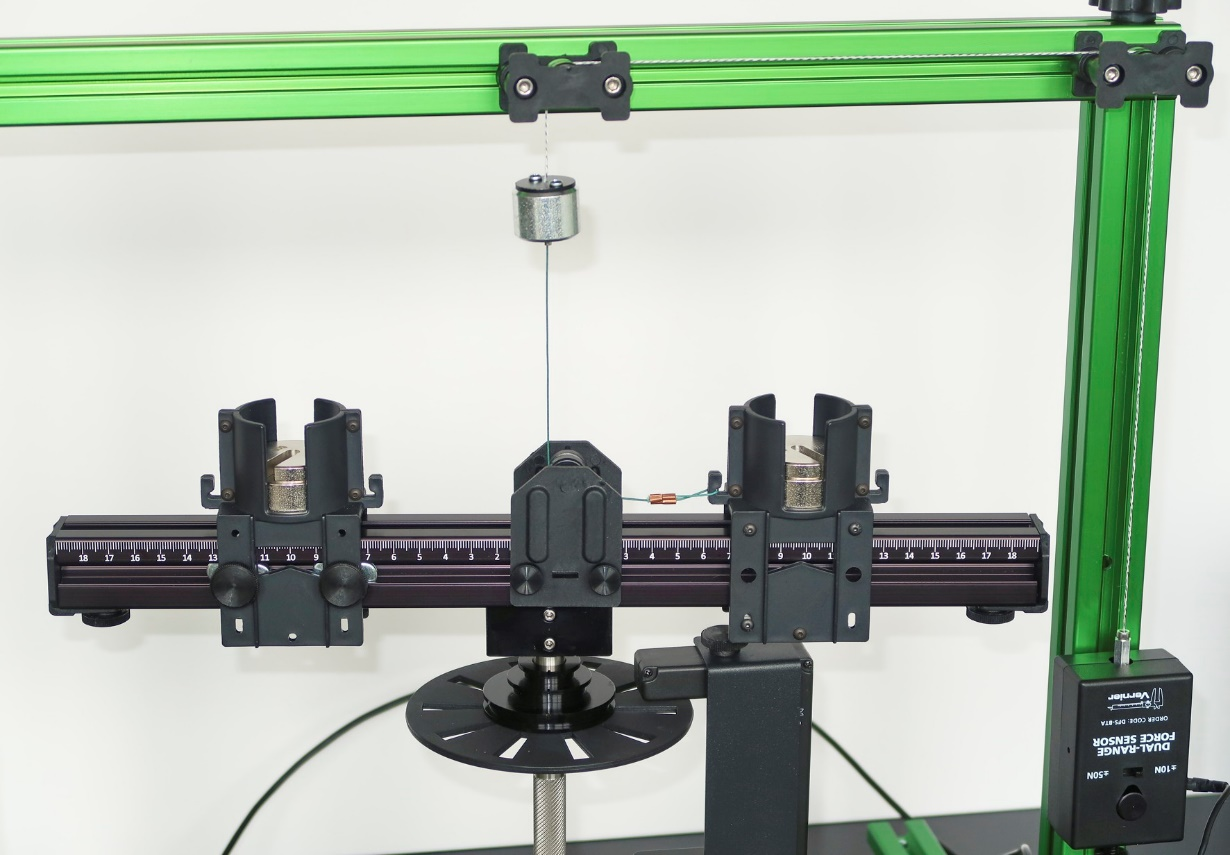 18 17 16 15 14 13 11 10 9 7 6 5 4 3 2 3 4 5 6 7 9 10 11 13 14 15 16 17 18
Vernier
ORDER CODE: DFS-BTA
DUAL-RANGE
FORCE SENSOR
±10N ±50N